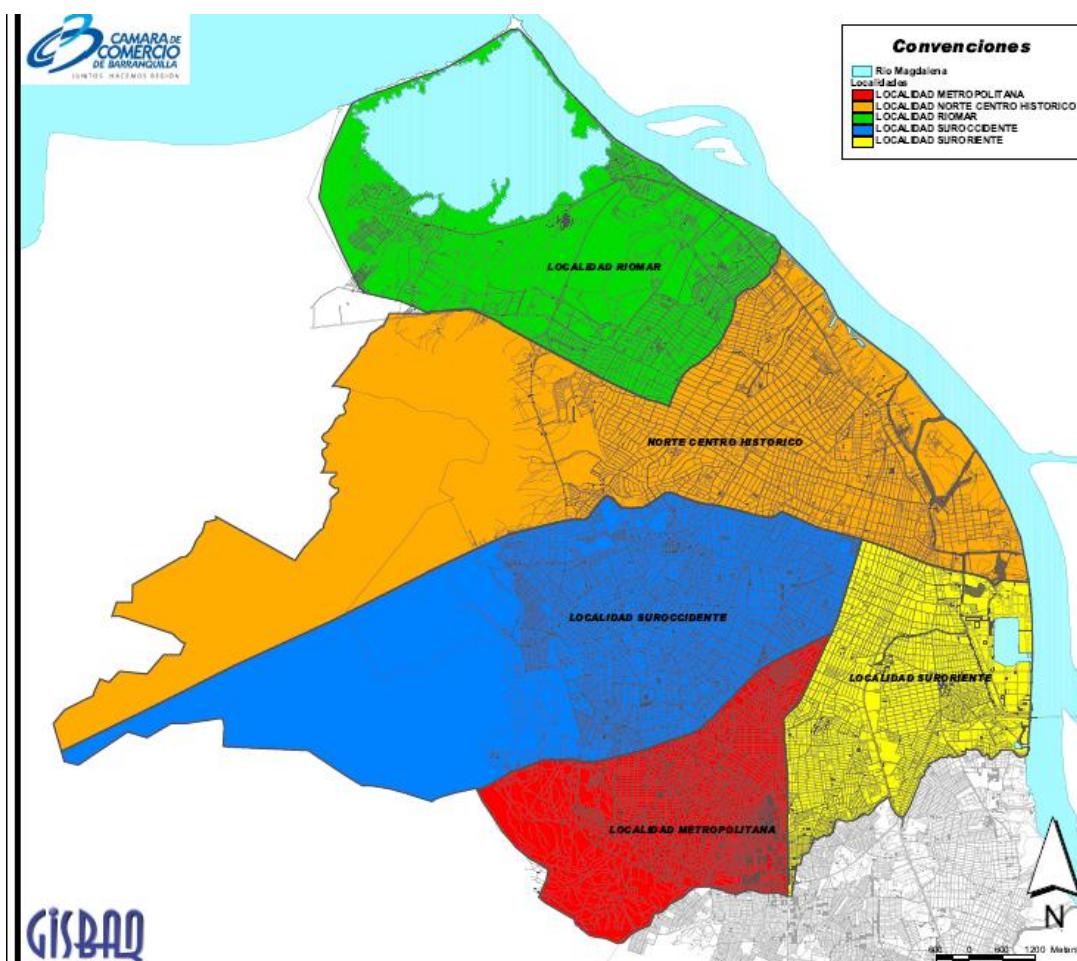 CAMARA DE
COMERCIO
DE BARRANQUILLA
JUNTOS HACEMOS REGIÓN
Convenciones
Rio Magdalena
Localidades
LOCALIDAD METROPOLITANA
LOCALIDAD NORTE CENTRO HISTORICO
LOCALIDAD RIOMAR
LOCALIDAD SUROCCIDENTE
LOCALIDAD SURORIENTE
LOCALIDAD RIOMAR
NORTE CENTRO HISTORICO
LOCALIDAD SUROCCIDENTE
LOCALIDAD SURORIENTE
LOCALIDAD METROPOLITANA
GISBAQ
N
600 0 600 1200 Meters